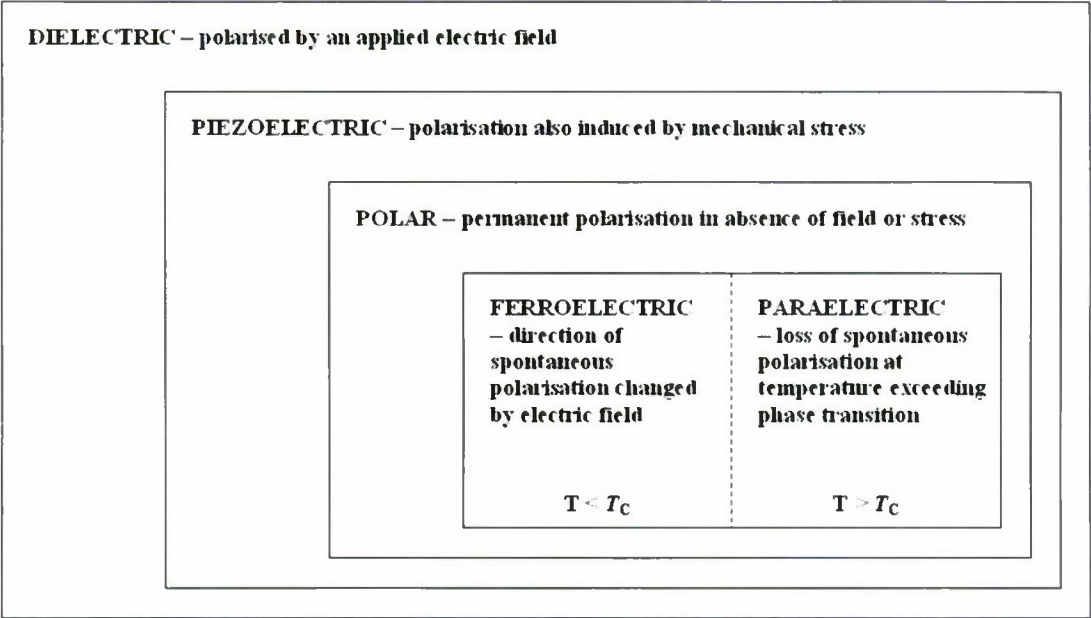 DIELECTRIC – polarised by an applied electric field
PIEZOELECTRIC – polarisation also induced by mechanical stress
POLAR – permanent polarisation in absence of field or stress
FERROELECTRIC
– direction of
spontaneous
polarisation changed
by electric field
T < T_C
PARAELECTRIC
– loss of spontaneous
polarisation at
temperature exceeding
phase transition
T > T_C